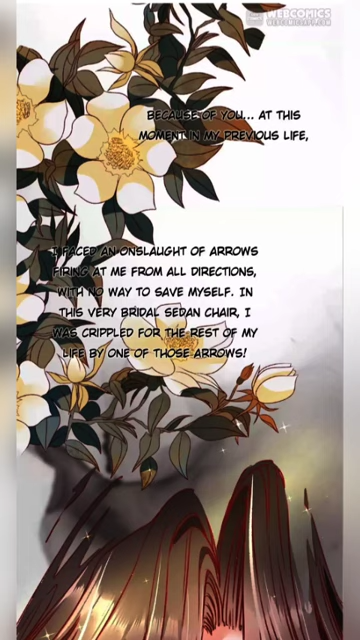 WEBCOMICS
WEBCOMICSAPP.COM
BECAUSE OF YOU... AT THIS
MOMENT IN MY PREVIOUS LIFE,
I FACED AN ONSLAUGHT OF ARROWS
FIRING AT ME FROM ALL DIRECTIONS,
WITH NO WAY TO SAVE MYSELF. IN
THIS VERY BRIDAL SEDAN CHAIR, I
WAS CRIPPLED FOR THE REST OF MY
LIFE BY ONE OF THOSE ARROWS!